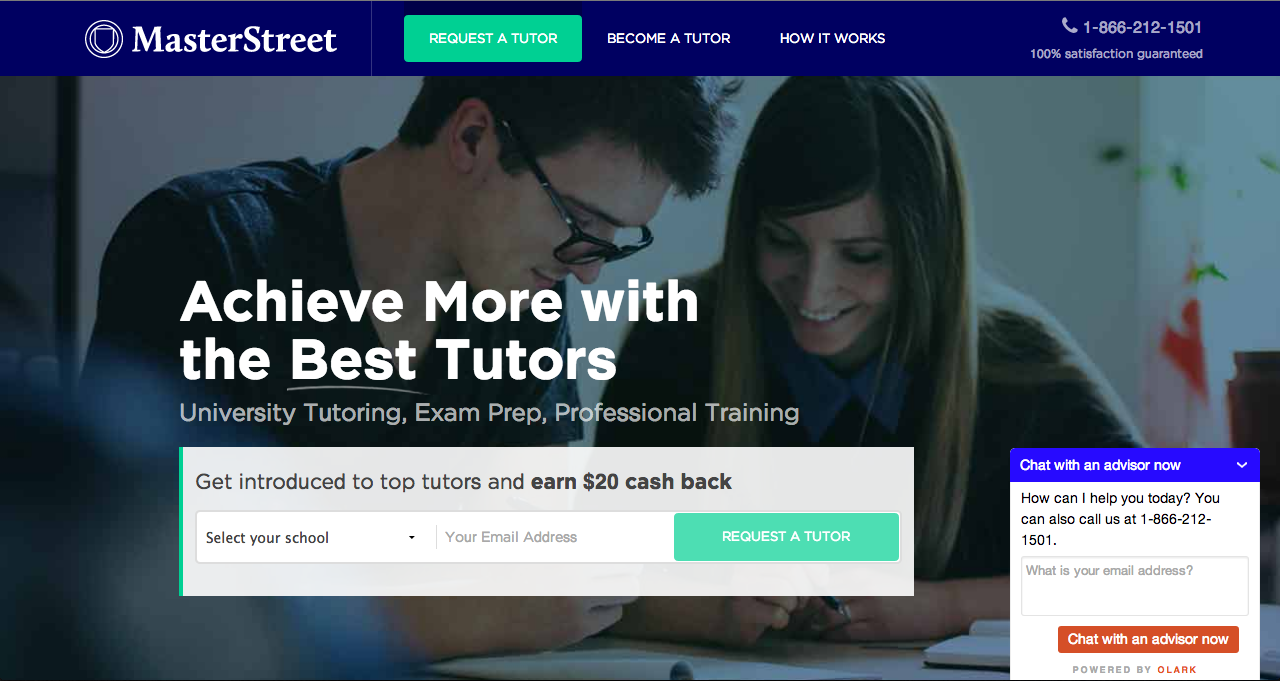 MasterStreet
REQUEST A TUTOR
BECOME A TUTOR
HOW IT WORKS
1-866-212-1501
100% satisfaction guaranteed
Achieve More with
the Best Tutors
University Tutoring, Exam Prep, Professional Training
Get introduced to top tutors and earn $20 cash back
Select your school
Your Email Address
REQUEST A TUTOR
Chat with an advisor now
How can I help you today? You
can also call us at 1-866-212-
1501.
What is your email address?
Chat with an advisor now
POWERED BY OLARK